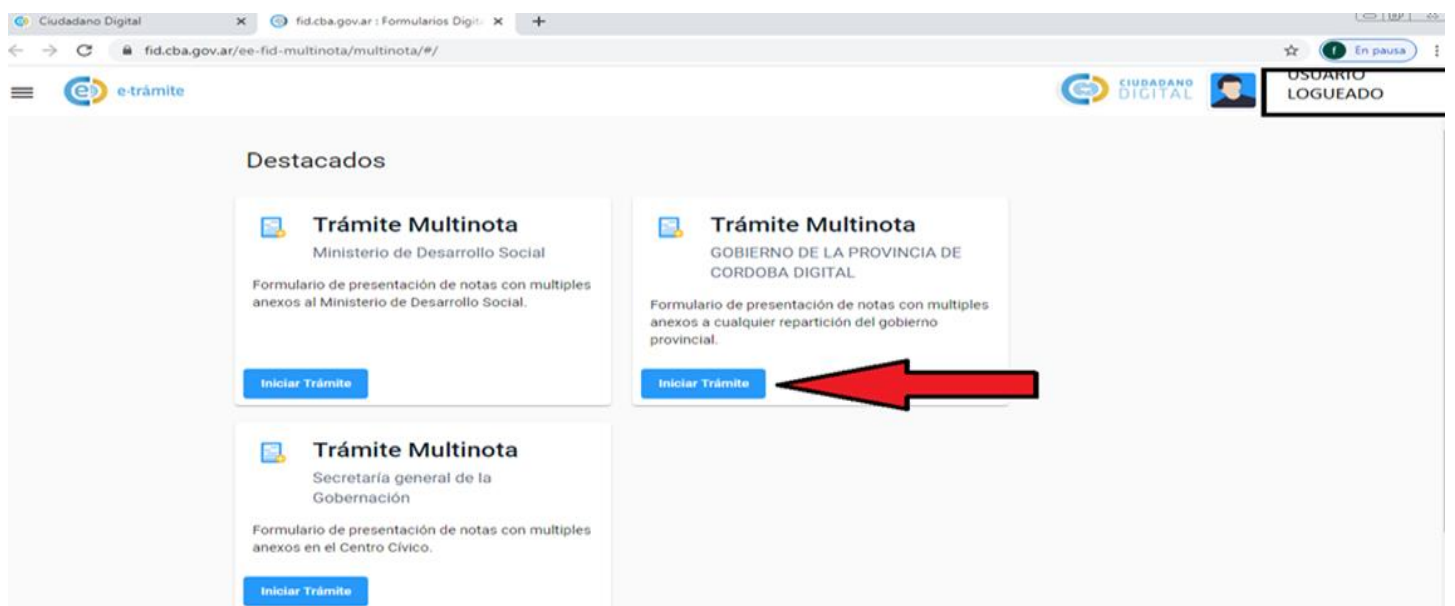 Ciudadano Digital
fid.cba.gov.ar : Formularios Digit
fid.cba.gov.ar/ee-fid-multinota/multinota/#/
En pausa
e-trámite
CIUDADANO
DIGITAL
USUARIO
LOGUEADO
Destacados
Trámite Multinota
Ministerio de Desarrollo Social
Formulario de presentación de notas con multiples
anexos al Ministerio de Desarrollo Social.
Iniciar Trámite
Trámite Multinota
GOBIERNO DE LA PROVINCIA DE
CORDOBA DIGITAL
Formulario de presentación de notas con multiples
anexos a cualquier repartición del gobierno
provincial.
Iniciar Trámite
Trámite Multinota
Secretaría general de la
Gobernación
Formulario de presentación de notas con multiples
anexos en el Centro Cívico.
Iniciar Trámite